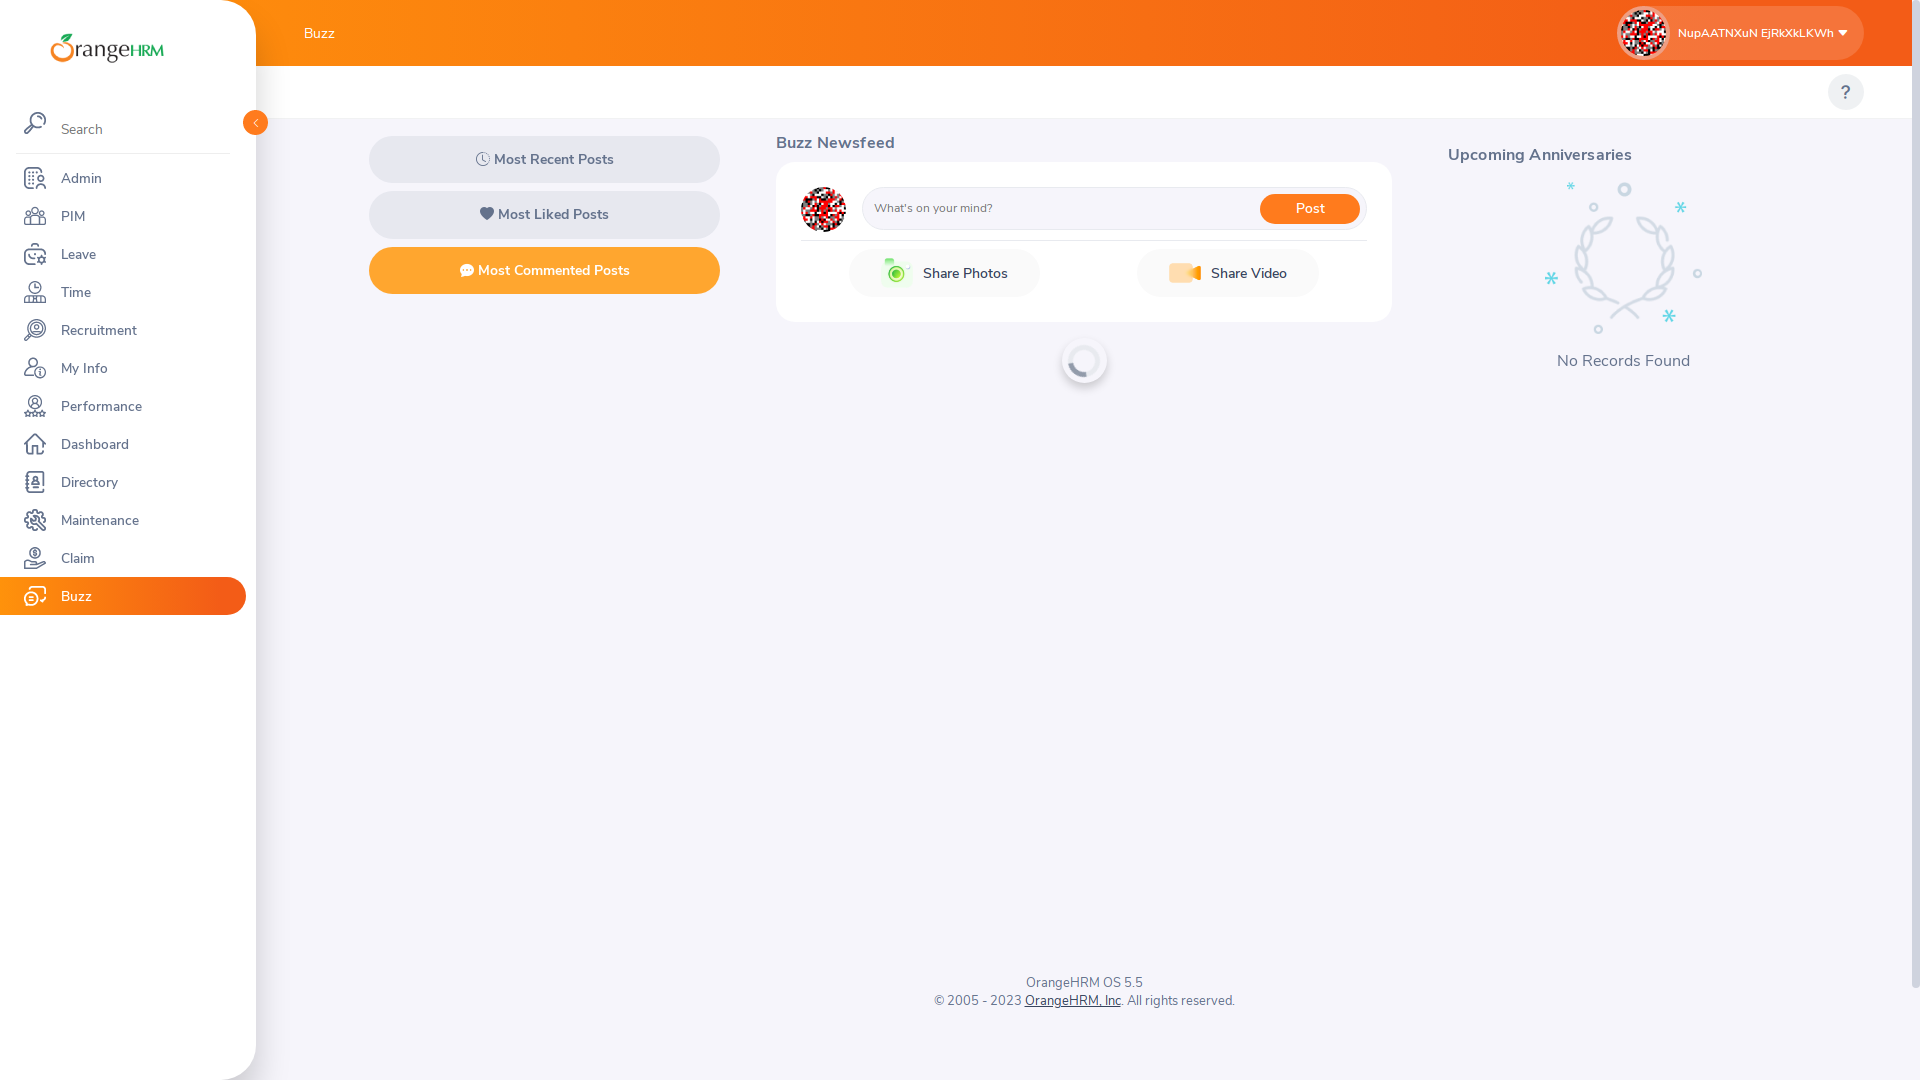 OrangeHRM
Search
Admin
PIM
Leave
Time
Recruitment
My Info
Performance
Dashboard
Directory
Maintenance
Claim
Buzz
Buzz
NupAATNXuN EjRkXkLKWh
?
Most Recent Posts
Most Liked Posts
Most Commented Posts
Buzz Newsfeed
What's on your mind?
Post
Share Photos
Share Video
Upcoming Anniversaries
No Records Found
OrangeHRM OS 5.5
© 2005 - 2023 OrangeHRM, Inc. All rights reserved.